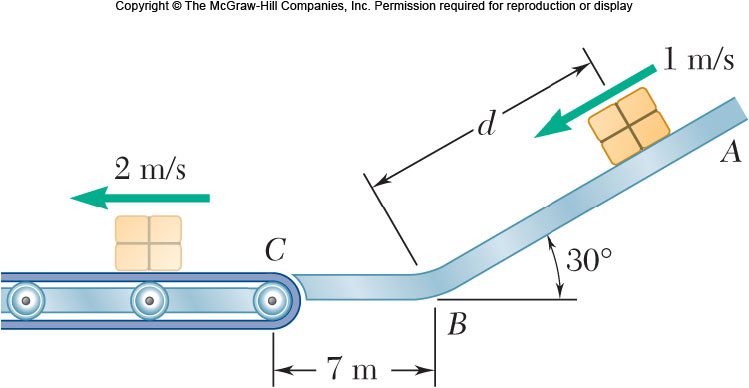 Copyright © The McGraw-Hill Companies, Inc. Permission required for reproduction or display
1 m/s
d
A
2 m/s
C
30°
B
7 m